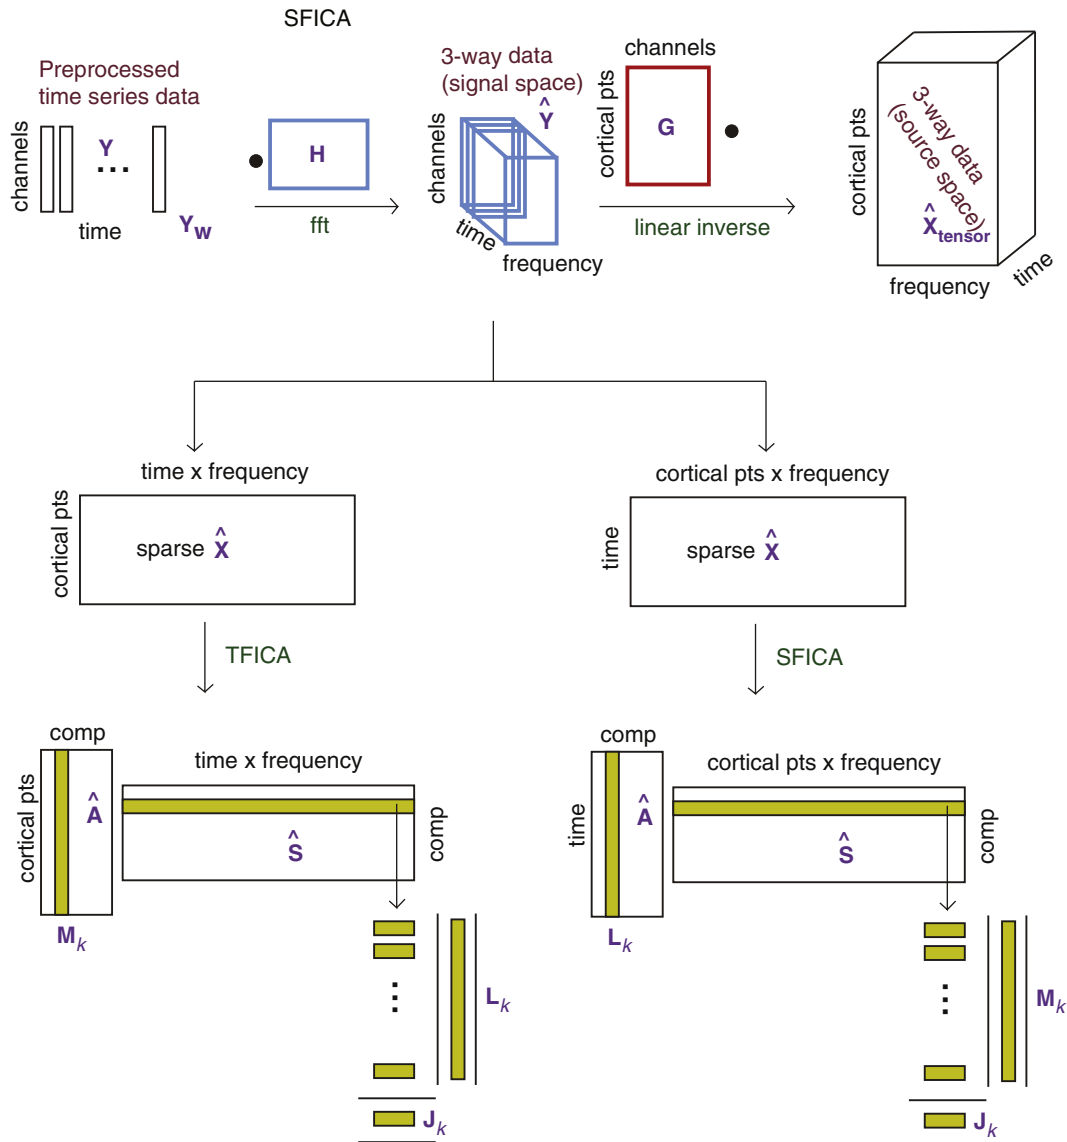 SFICA
Preprocessed
time series data
channels
Y
...
time
Y_w
H
fft
3-way data
(signal space)
^
Y
channels
time
frequency
channels
cortical pts
G
linear inverse
cortical pts
3-way data
(source space)
^
X_tensor
frequency
time
time x frequency
cortical pts
sparse X̂
TFICA
cortical pts x frequency
time
sparse X̂
SFICA
comp
cortical pts
Â
M_k
time x frequency
Ŝ
comp
⋮
L_k
J_k
comp
time
Â
L_k
cortical pts x frequency
Ŝ
comp
⋮
M_k
J_k